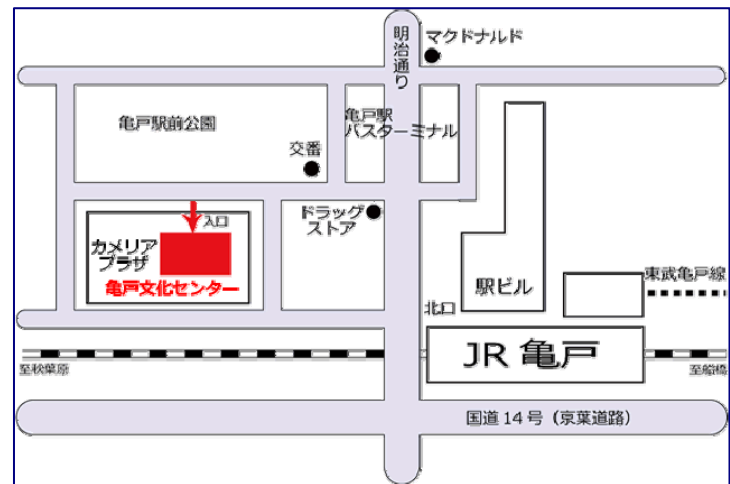 明治通り
マクドナルド
亀戸駅前公園
亀戸駅
バスターミナル
交番
入口
ドラッグ
ストア
カメリア
プラザ
亀戸文化センター
東武亀戸線
駅ビル
北口
JR 亀戸
至秋葉原
至船橋
国道14号（京葉道路）